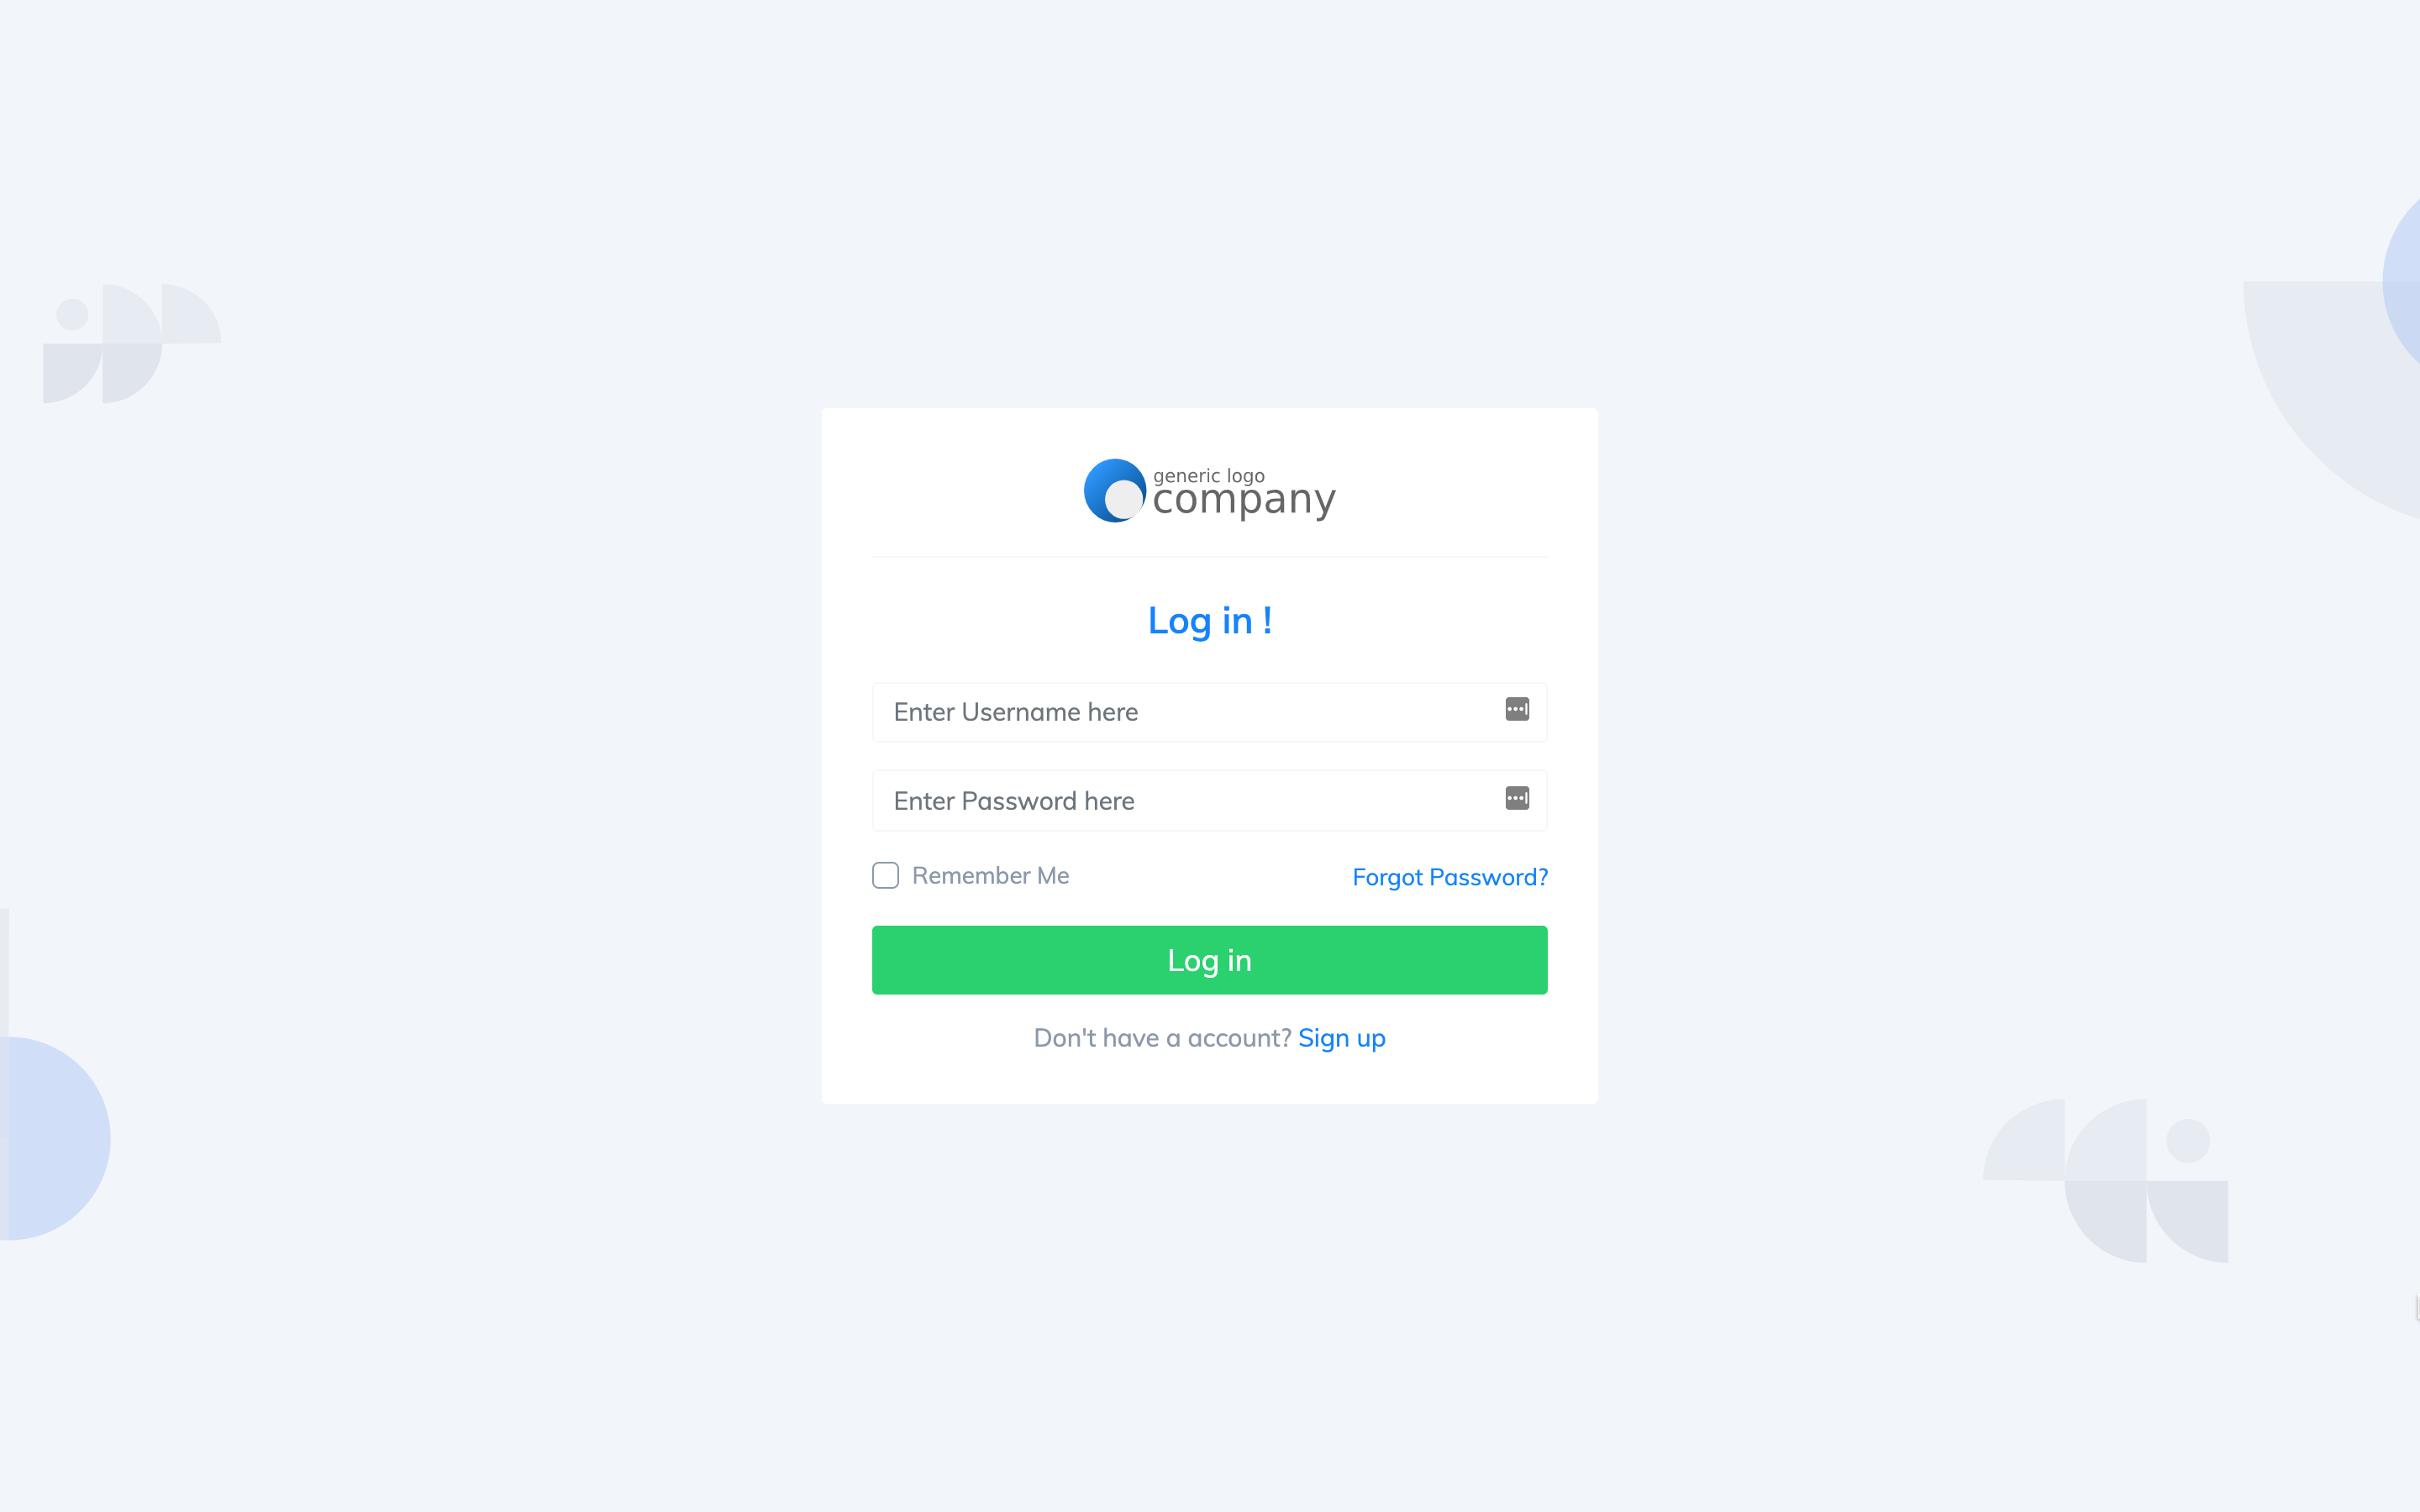 generic logo
company
Log in !
Enter Username here
Enter Password here
Remember Me
Forgot Password?
Log in
Don't have a account? Sign up